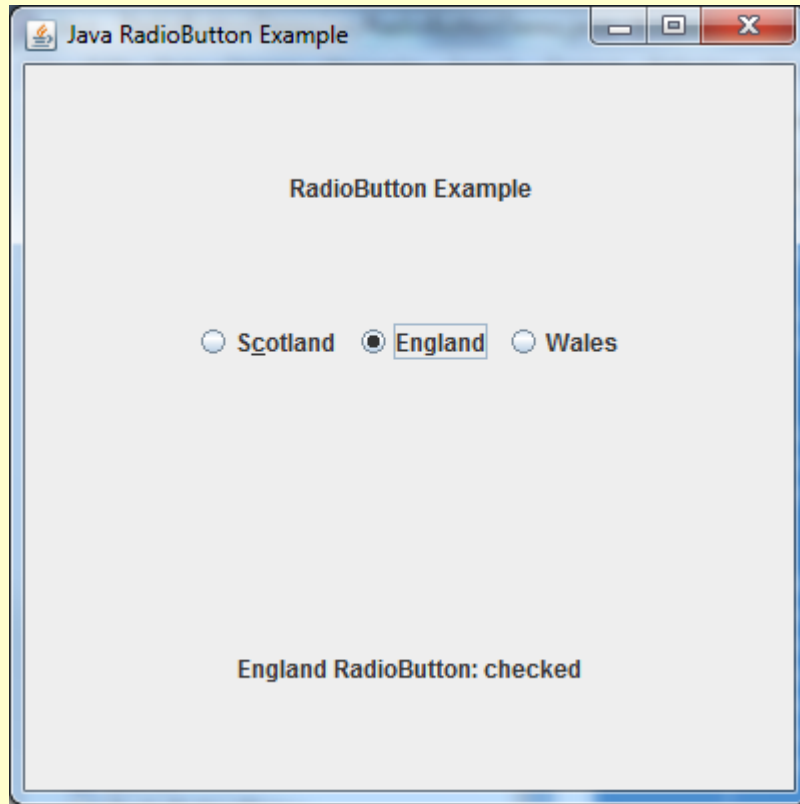 Java RadioButton Example
RadioButton Example
Scotland England Wales
England RadioButton: checked